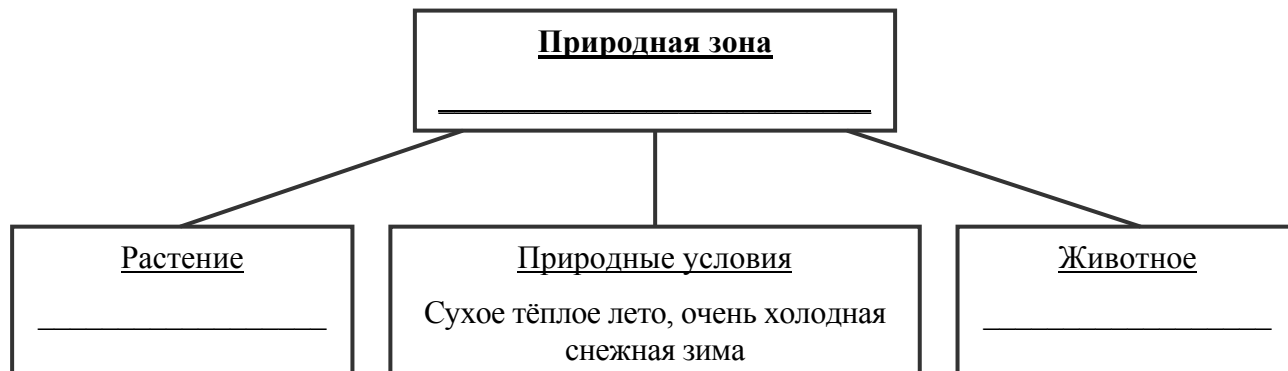 Природная зона
Растение
Природные условия
Животное
Сухое тёплое лето, очень холодная
снежная зима